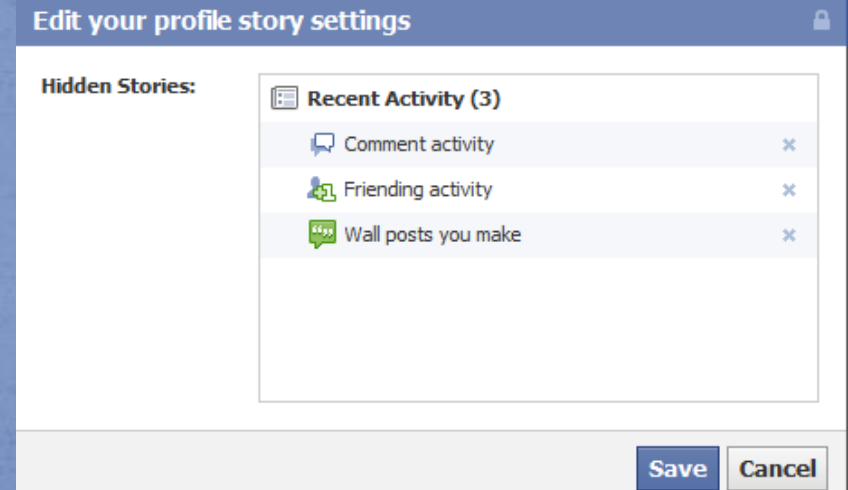 Edit your profile story settings
Hidden Stories:
Recent Activity (3)
Comment activity
Friending activity
Wall posts you make
Save Cancel